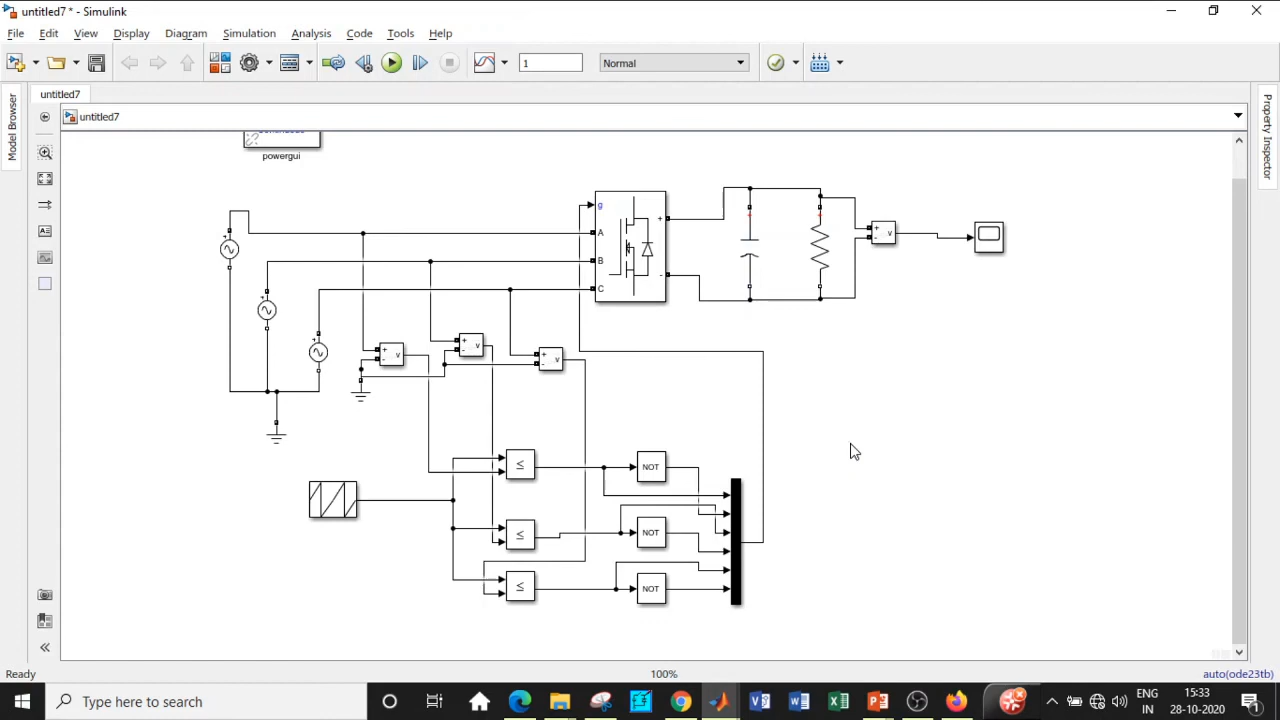 untitled7 * - Simulink
File Edit View Display Diagram Simulation Analysis Code Tools Help
1 Normal
untitled7
untitled7
Model Browser
Property Inspector
Continuous
powergui
g
A
B
C
+
-
+
-
v
+
-
v
+
-
v
+
-
v
≤
NOT
≤
NOT
≤
NOT
Ready 100% auto(ode23tb)
Type here to search
ENG 15:33
IN 28-10-2020
1